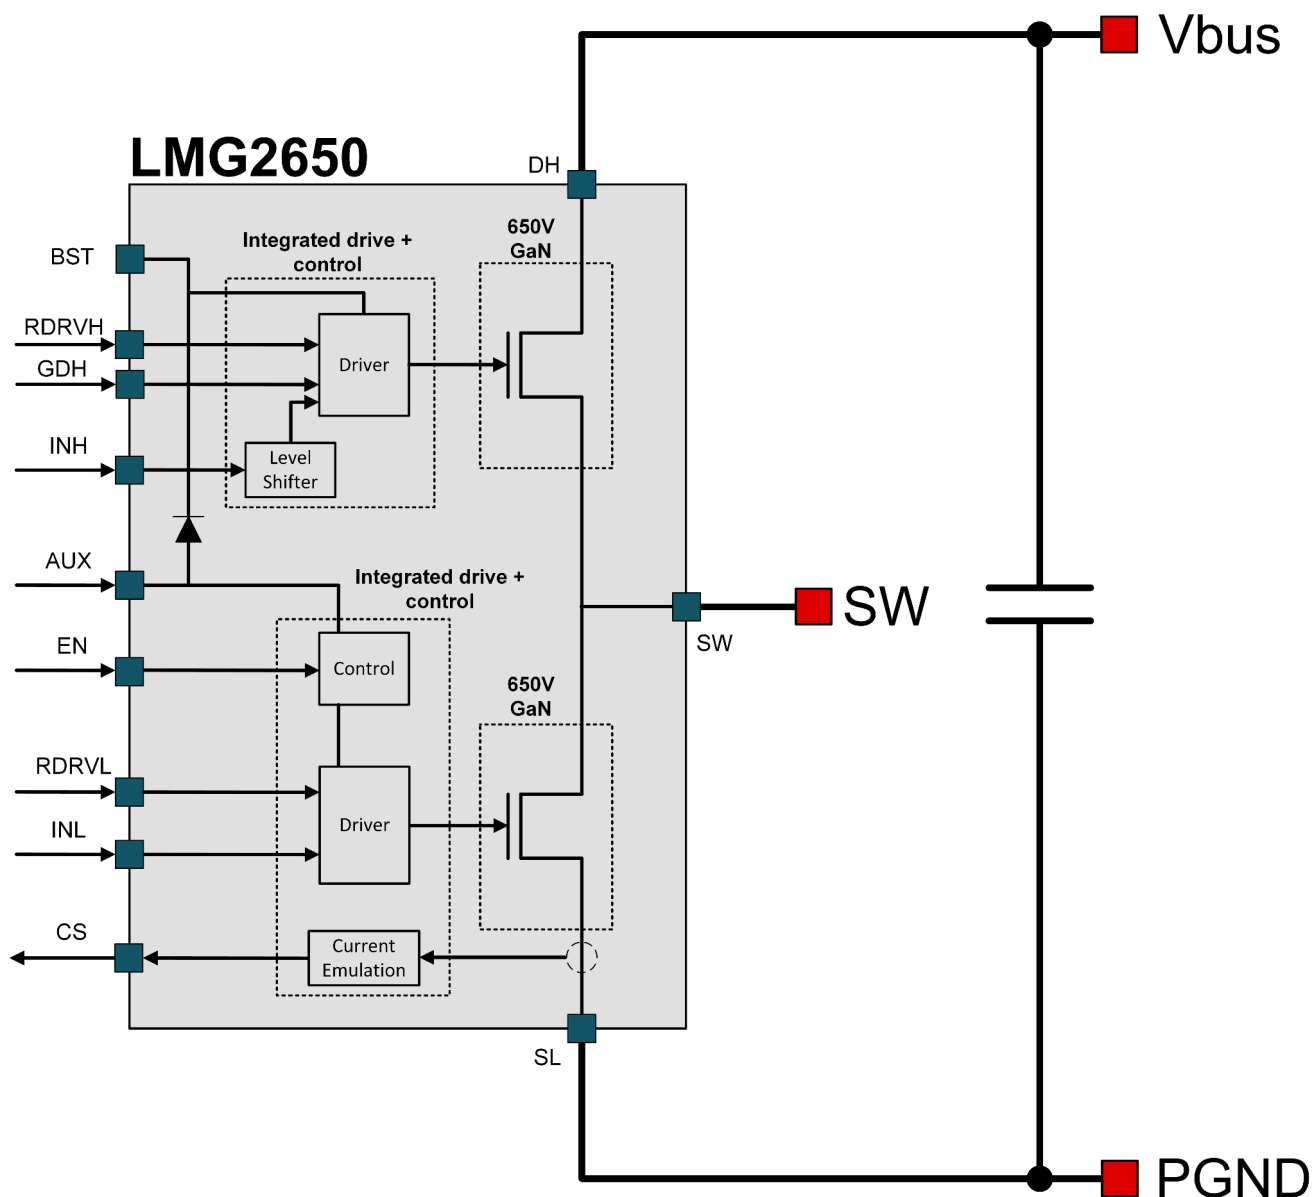 Vbus
LMG2650
DH
650V
GaN
Integrated drive +
control
BST
RDRVH
GDH
Driver
INH
Level
Shifter
AUX
Integrated drive +
control
SW
SW
EN
Control
650V
GaN
RDRVL
INL
Driver
CS
Current
Emulation
SL
PGND